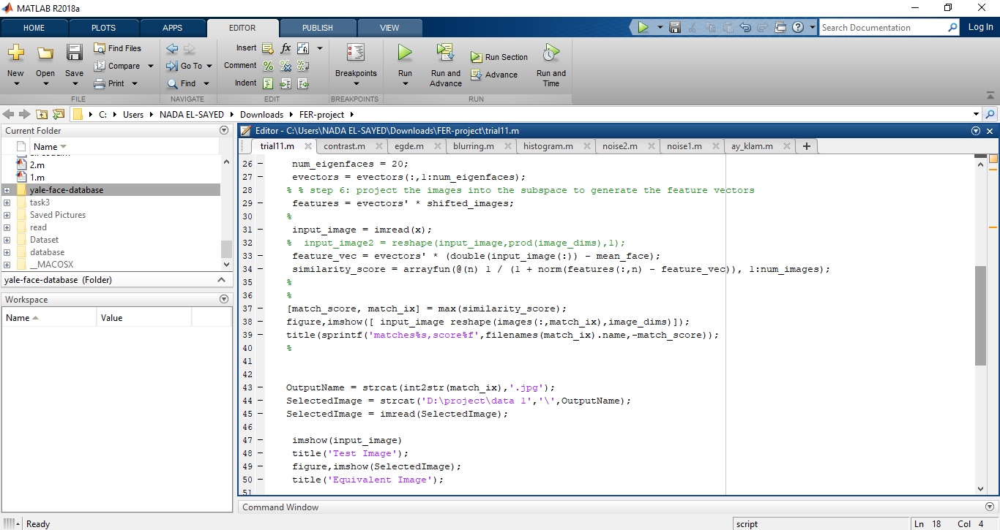 MATLAB R2018a
HOME PLOTS APPS EDITOR PUBLISH VIEW
Search Documentation Log In
New Open Save Find Files Compare Print
Go To Find
Insert fx
Comment
Indent
Breakpoints
Run Run and Advance Run Section Advance Run and Time
FILE NAVIGATE EDIT BREAKPOINTS RUN
C: Users NADA EL-SAYED Downloads FER-project
Current Folder
Name
2.m
1.m
yale-face-database
task3
Saved Pictures
read
Dataset
database
__MACOSX
yale-face-database (Folder)
Workspace
Name Value
Editor - C:\Users\NADA EL-SAYED\Downloads\FER-project\trial11.m
trial11.m contrast.m egde.m blurring.m histogram.m noise2.m noise1.m ay_klam.m
26 – num_eigenfaces = 20;
27 – evectors = evectors(:,1:num_eigenfaces);
28 % % step 6: project the images into the subspace to generate the feature vectors
29 – features = evectors' * shifted_images;
30 %
31 – input_image = imread(x);
32 % input_image2 = reshape(input_image,prod(image_dims),1);
33 – feature_vec = evectors' * (double(input_image(:)) - mean_face);
34 – similarity_score = arrayfun(@(n) 1 / (1 + norm(features(:,n) - feature_vec)), 1:num_images);
35 %
36 %
37 – [match_score, match_ix] = max(similarity_score);
38 – figure,imshow([ input_image reshape(images(:,match_ix),image_dims)]);
39 – title(sprintf('matches%s,score%f',filenames(match_ix).name,-match_score));
40 %
41
42
43 – OutputName = strcat(int2str(match_ix),'.jpg');
44 – SelectedImage = strcat('D:\project\data 1','\',OutputName);
45 – SelectedImage = imread(SelectedImage);
46
47 – imshow(input_image)
48 – title('Test Image');
49 – figure,imshow(SelectedImage);
50 – title('Equivalent Image');
51
Command Window
Ready
script Ln 18 Col 4